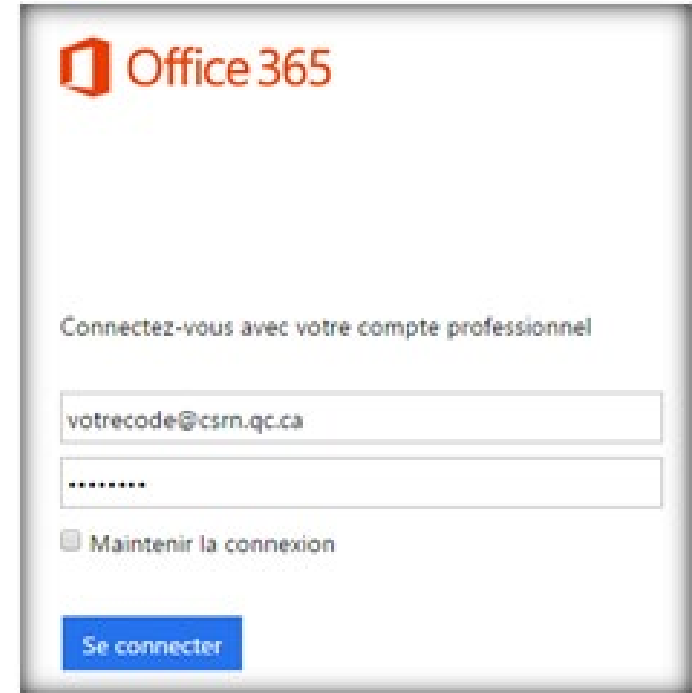 Office 365
Connectez-vous avec votre compte professionnel
votrecode@csrn.qc.ca
••••••••
Maintenir la connexion
Se connecter